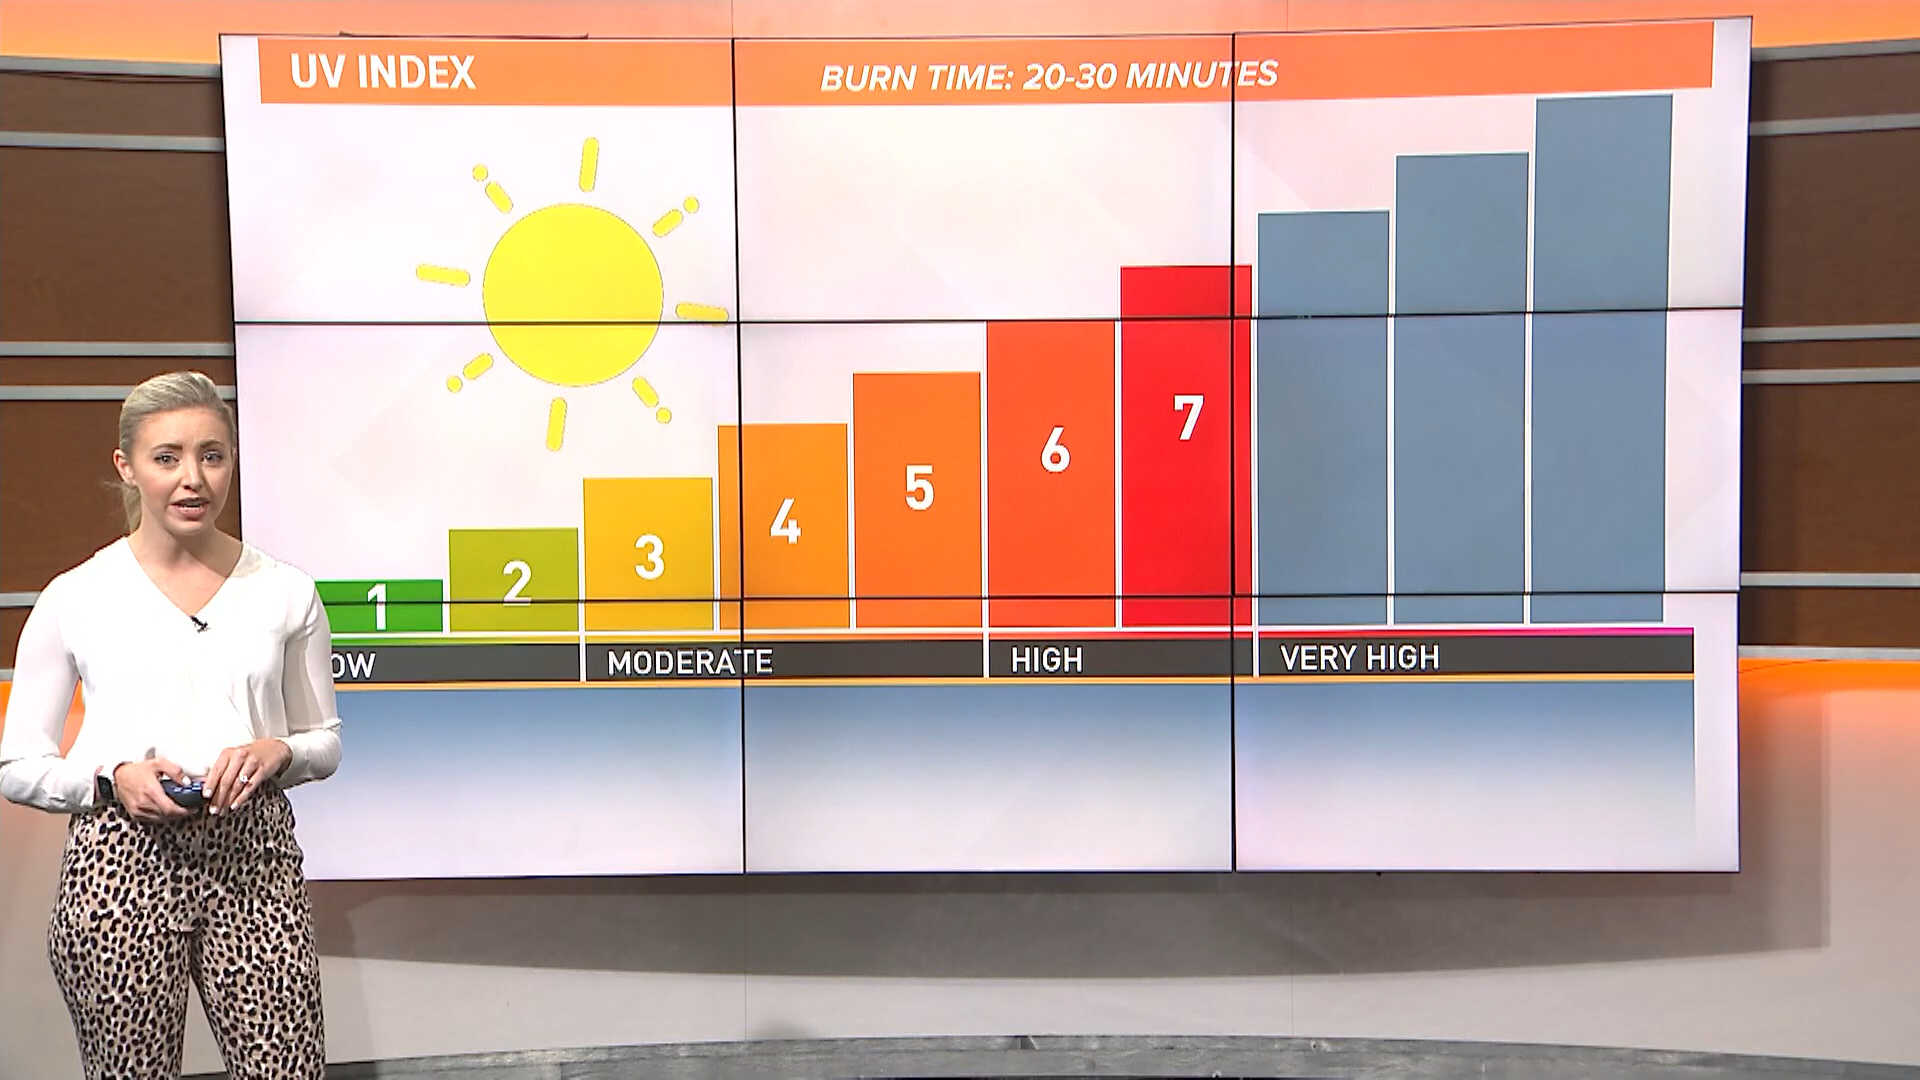 UV INDEX
BURN TIME: 20-30 MINUTES
1
2
3
4
5
6
7
OW
MODERATE
HIGH
VERY HIGH